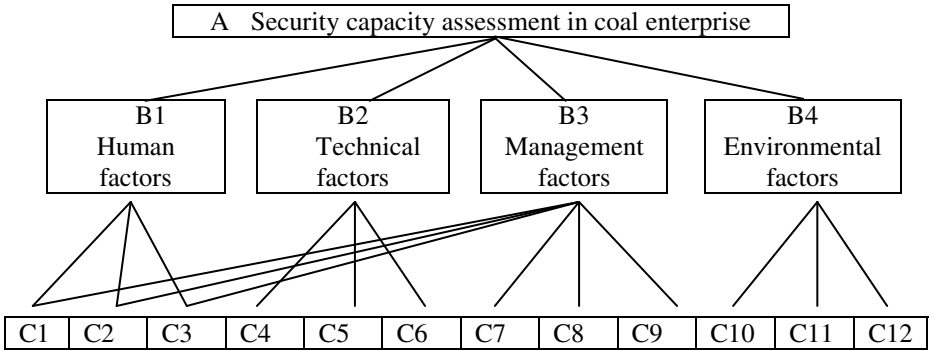 A Security capacity assessment in coal enterprise
B1
Human
factors
B2
Technical
factors
B3
Management
factors
B4
Environmental
factors
C1 C2 C3 C4 C5 C6 C7 C8 C9 C10 C11 C12